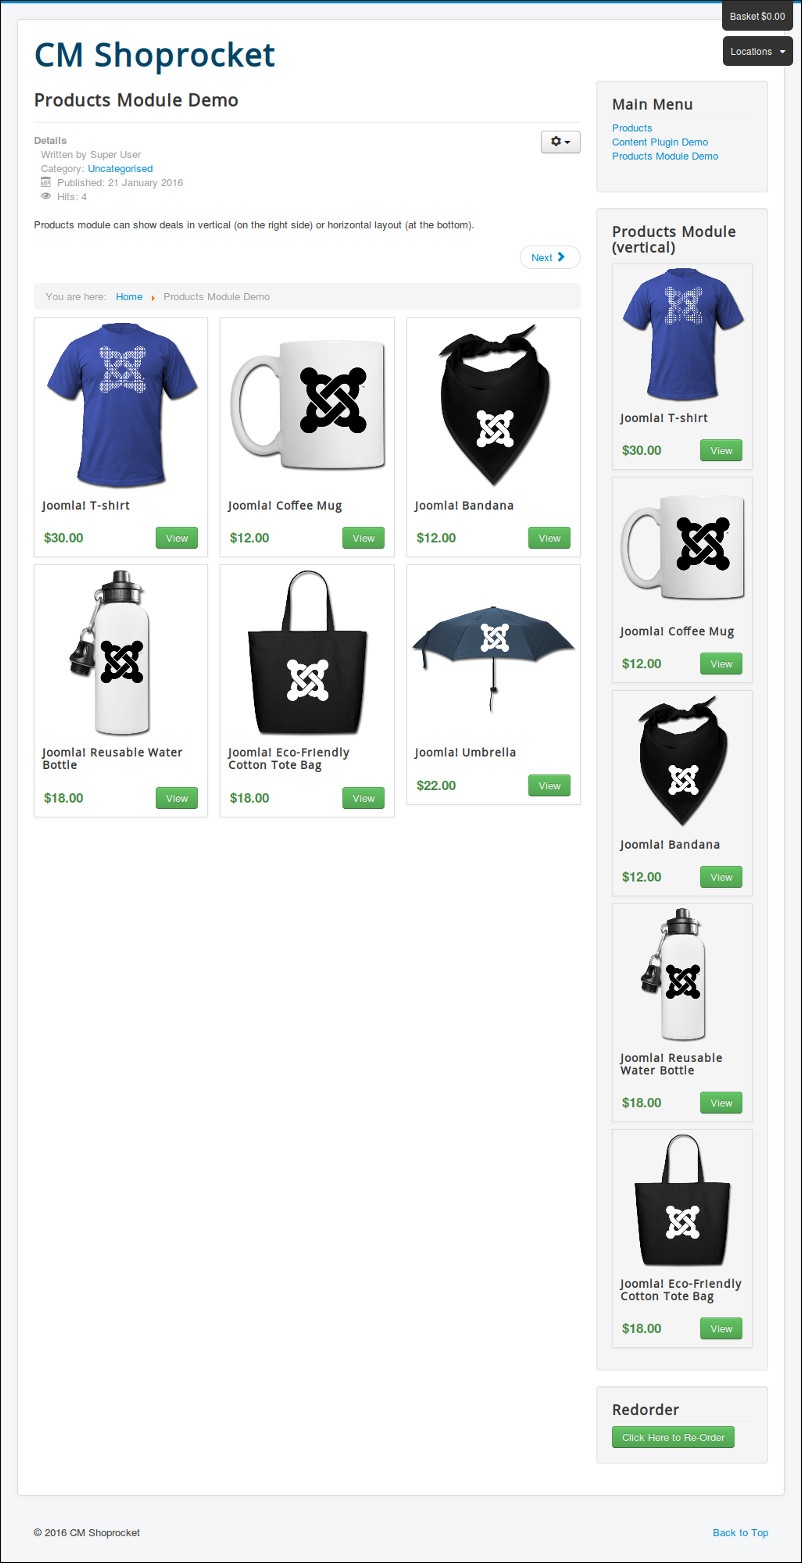 Basket $0.00
Locations
CM Shoprocket
Products Module Demo
Details
Written by Super User
Category: Uncategorised
Published: 21 January 2016
Hits: 4
Products module can show deals in vertical (on the right side) or horizontal layout (at the bottom).
Next
You are here: Home Products Module Demo
Joomla! T-shirt
$30.00 View
Joomla! Coffee Mug
$12.00 View
Joomla! Bandana
$12.00 View
Joomla! Reusable Water
Bottle
$18.00 View
Joomla! Eco-Friendly
Cotton Tote Bag
$18.00 View
Joomla! Umbrella
$22.00 View
Main Menu
Products
Content Plugin Demo
Products Module Demo
Products Module
(vertical)
Joomla! T-shirt
$30.00 View
Joomla! Coffee Mug
$12.00 View
Joomla! Bandana
$12.00 View
Joomla! Reusable
Water Bottle
$18.00 View
Joomla! Eco-Friendly
Cotton Tote Bag
$18.00 View
Redorder
Click Here to Re-Order
© 2016 CM Shoprocket
Back to Top